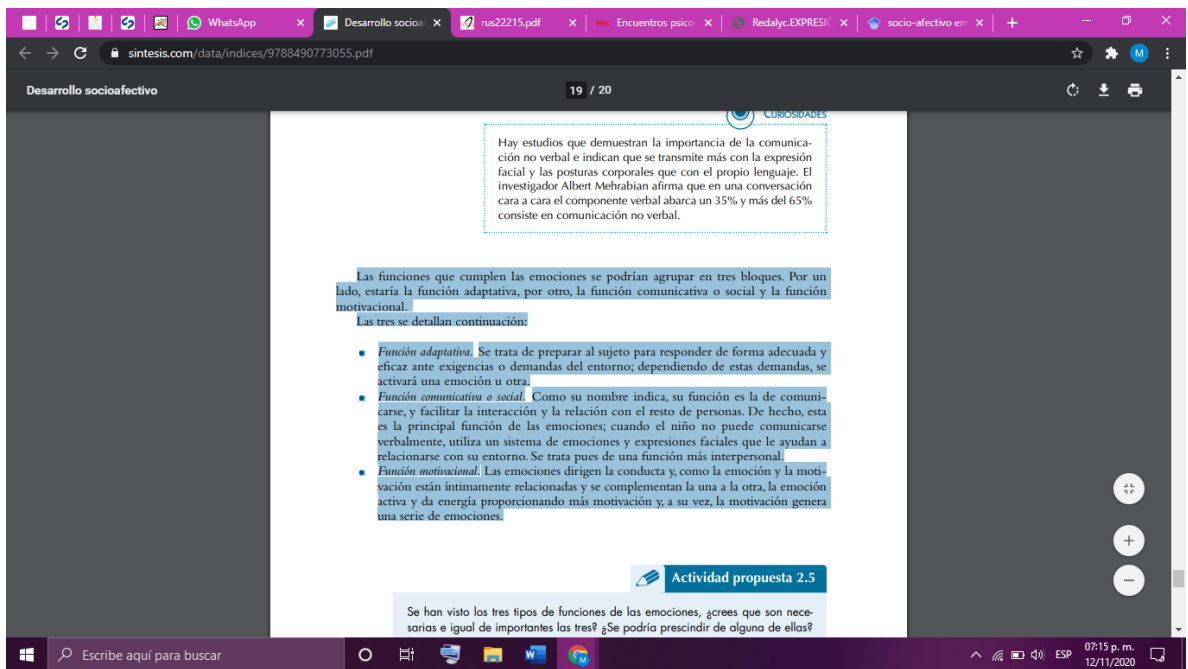 WhatsApp
Desarrollo socioa
rus22215.pdf
Encuentros psico
Redalyc.EXPRESIÓ
socio-afectivo em
sintesis.com/data/indices/9788490773055.pdf
M
Desarrollo socioafectivo
19 / 20
CURIOSIDADES
Hay estudios que demuestran la importancia de la comunica-
ción no verbal e indican que se transmite más con la expresión
facial y las posturas corporales que con el propio lenguaje. El
investigador Albert Mehrabian afirma que en una conversación
cara a cara el componente verbal abarca un 35% y más del 65%
consiste en comunicación no verbal.
Las funciones que cumplen las emociones se podrían agrupar en tres bloques. Por un
lado, estaría la función adaptativa, por otro, la función comunicativa o social y la función
motivacional.
Las tres se detallan continuación:
Función adaptativa. Se trata de preparar al sujeto para responder de forma adecuada y
eficaz ante exigencias o demandas del entorno; dependiendo de estas demandas, se
activará una emoción u otra.
Función comunicativa o social. Como su nombre indica, su función es la de comuni-
carse, y facilitar la interacción y la relación con el resto de personas. De hecho, esta
es la principal función de las emociones; cuando el niño no puede comunicarse
verbalmente, utiliza un sistema de emociones y expresiones faciales que le ayudan a
relacionarse con su entorno. Se trata pues de una función más interpersonal.
Función motivacional. Las emociones dirigen la conducta y, como la emoción y la moti-
vación están íntimamente relacionadas y se complementan la una a la otra, la emoción
activa y da energía proporcionando más motivación y, a su vez, la motivación genera
una serie de emociones.
Actividad propuesta 2.5
Se han visto los tres tipos de funciones de las emociones, ¿crees que son nece-
sarias e igual de importantes las tres? ¿Se podría prescindir de alguna de ellas?
Escribe aquí para buscar
ESP
07:15 p. m.
12/11/2020